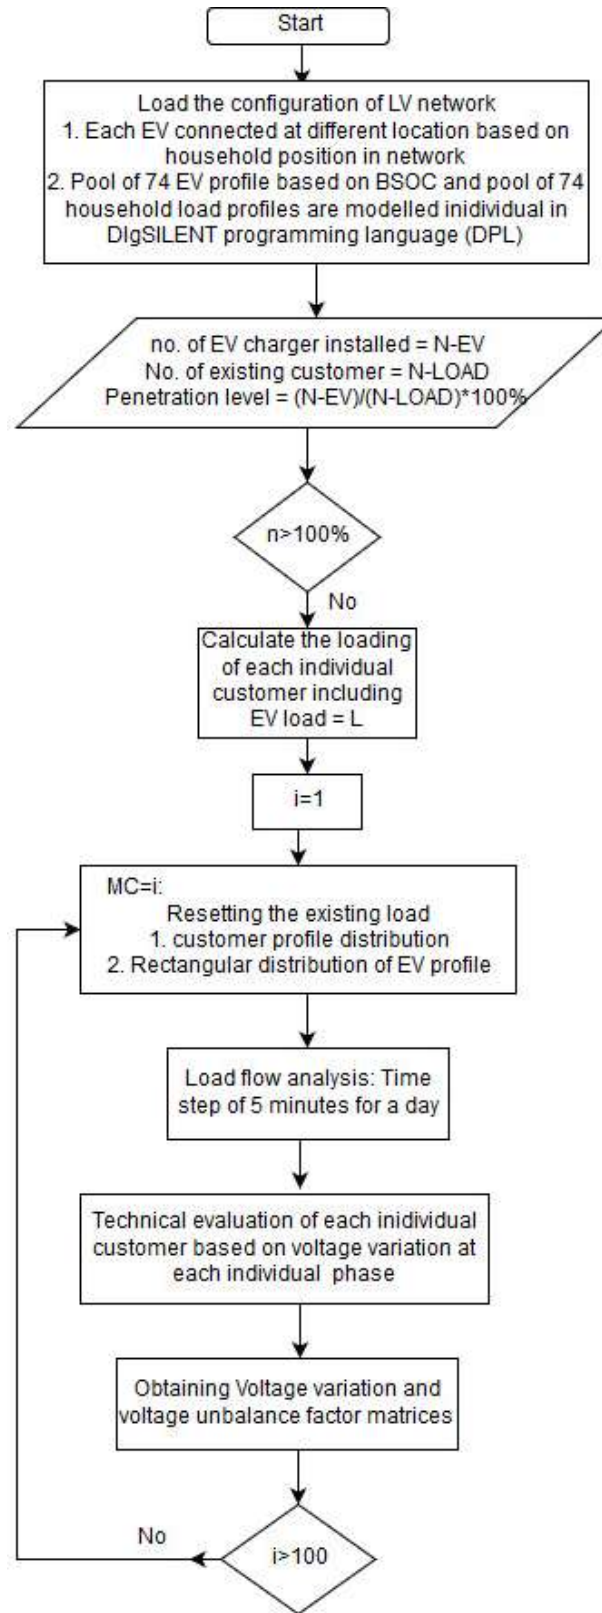 Start
Load the configuration of LV network
1. Each EV connected at different location based on
household position in network
2. Pool of 74 EV profile based on BSOC and pool of 74
household load profiles are modelled inidividual in
DIgSILENT programming language (DPL)
no. of EV charger installed = N-EV
No. of existing customer = N-LOAD
Penetration level = (N-EV)/(N-LOAD)*100%
n>100%
No
Calculate the loading
of each individual
customer including
EV load = L
i=1
MC=i:
Resetting the existing load
1. customer profile distribution
2. Rectangular distribution of EV profile
Load flow analysis: Time
step of 5 minutes for a day
Technical evaluation of each inidividual
customer based on voltage variation at
each individual phase
Obtaining Voltage variation and
voltage unbalance factor matrices
No
i>100